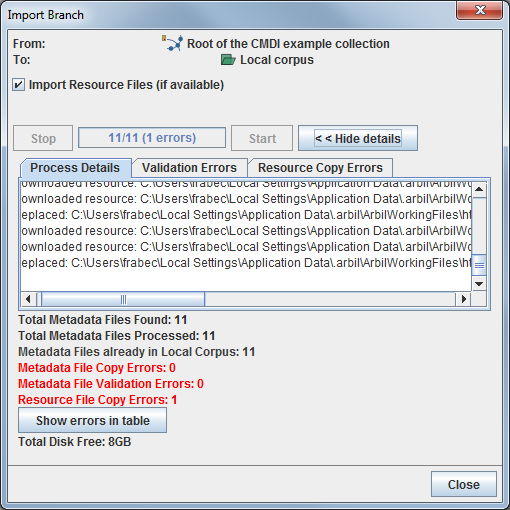 Import Branch
From: Root of the CMDI example collection
To: Local corpus
Import Resource Files (if available)
Stop 11/11 (1 errors) Start < < Hide details
Process Details Validation Errors Resource Copy Errors
ownloaded resource: C:\Users\frabec\Local Settings\Application Data\.arbil\ArbilWo
ownloaded resource: C:\Users\frabec\Local Settings\Application Data\.arbil\ArbilWo
eplaced: C:\Users\frabec\Local Settings\Application Data\.arbil\ArbilWorkingFiles\ht
ownloaded resource: C:\Users\frabec\Local Settings\Application Data\.arbil\ArbilWo
ownloaded resource: C:\Users\frabec\Local Settings\Application Data\.arbil\ArbilWo
eplaced: C:\Users\frabec\Local Settings\Application Data\.arbil\ArbilWorkingFiles\ht
Total Metadata Files Found: 11
Total Metadata Files Processed: 11
Metadata Files already in Local Corpus: 11
Metadata File Copy Errors: 0
Metadata File Validation Errors: 0
Resource File Copy Errors: 1
Show errors in table
Total Disk Free: 8GB
Close